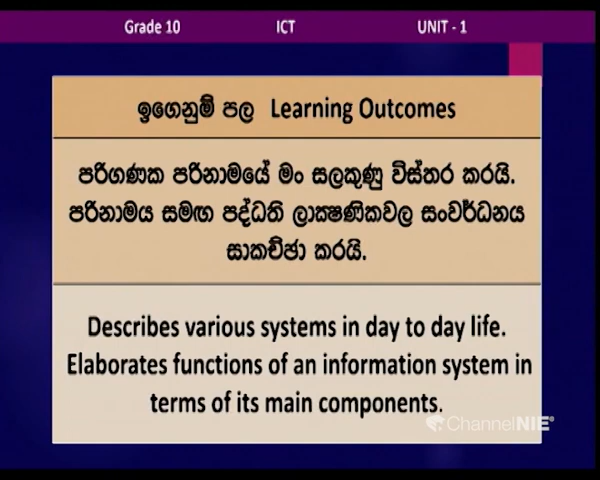 Grade 10 ICT UNIT - 1
ඉගෙනුම් පල Learning Outcomes
පරිගණක පරිනාමයේ මං සලකුණු විස්තර කරයි.
පරිනාමය සමඟ පද්ධති ලාක්ෂණිකවල සංවර්ධනය
සාකච්ඡා කරයි.
Describes various systems in day to day life.
Elaborates functions of an information system in
terms of its main components.
ChannelNIE®